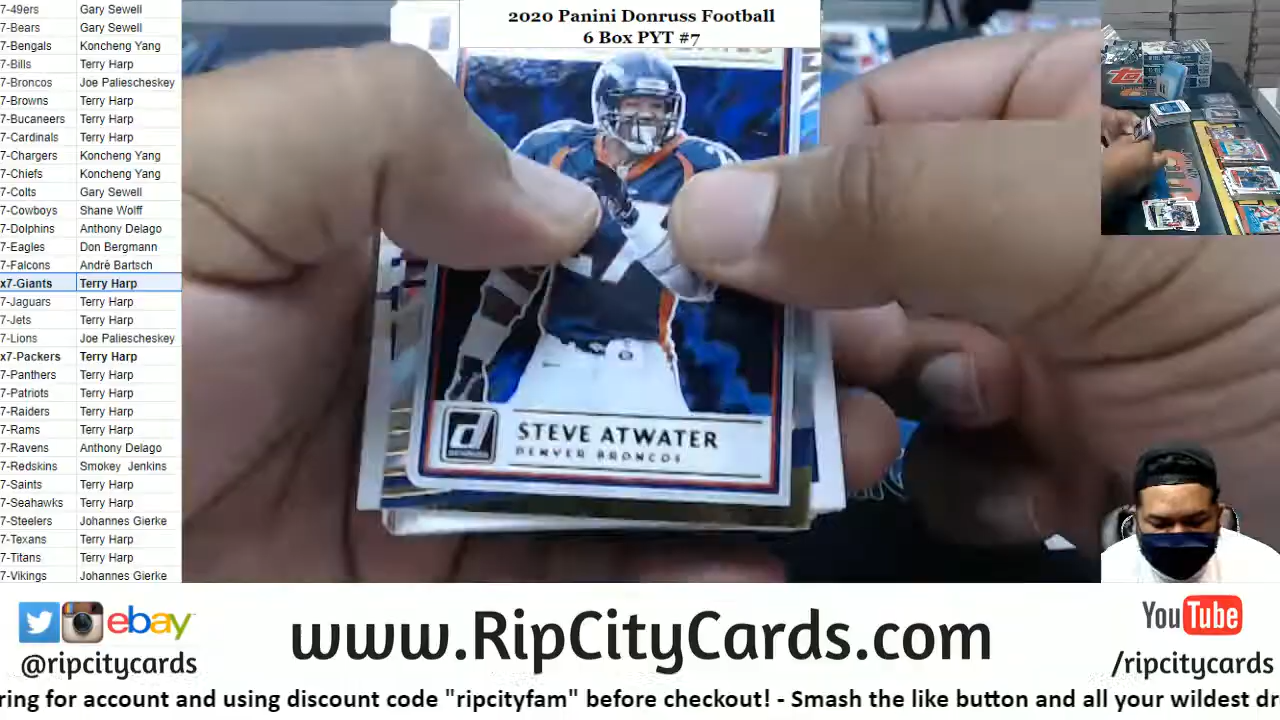 2020 Panini Donruss Football
6 Box PYT #7
7-49ers Gary Sewell
7-Bears Gary Sewell
7-Bengals Koncheng Yang
7-Bills Terry Harp
7-Broncos Joe Paliescheskey
7-Browns Terry Harp
7-Bucaneers Terry Harp
7-Cardinals Terry Harp
7-Chargers Koncheng Yang
7-Chiefs Koncheng Yang
7-Colts Gary Sewell
7-Cowboys Shane Wolff
7-Dolphins Anthony Delago
7-Eagles Don Bergmann
7-Falcons Andrè Bartsch
x7-Giants Terry Harp
7-Jaguars Terry Harp
7-Jets Terry Harp
7-Lions Joe Paliescheskey
x7-Packers Terry Harp
7-Panthers Terry Harp
7-Patriots Terry Harp
7-Raiders Terry Harp
7-Rams Terry Harp
7-Ravens Anthony Delago
7-Redskins Smokey Jenkins
7-Saints Terry Harp
7-Seahawks Terry Harp
7-Steelers Johannes Gierke
7-Texans Terry Harp
7-Titans Terry Harp
7-Vikings Johannes Gierke
STEVE ATWATER
DENVER BRONCOS
ebay
@ripcitycards
www.RipCityCards.com
YouTube
/ripcitycards
ring for account and using discount code "ripcityfam" before checkout! - Smash the like button and all your wildest dr